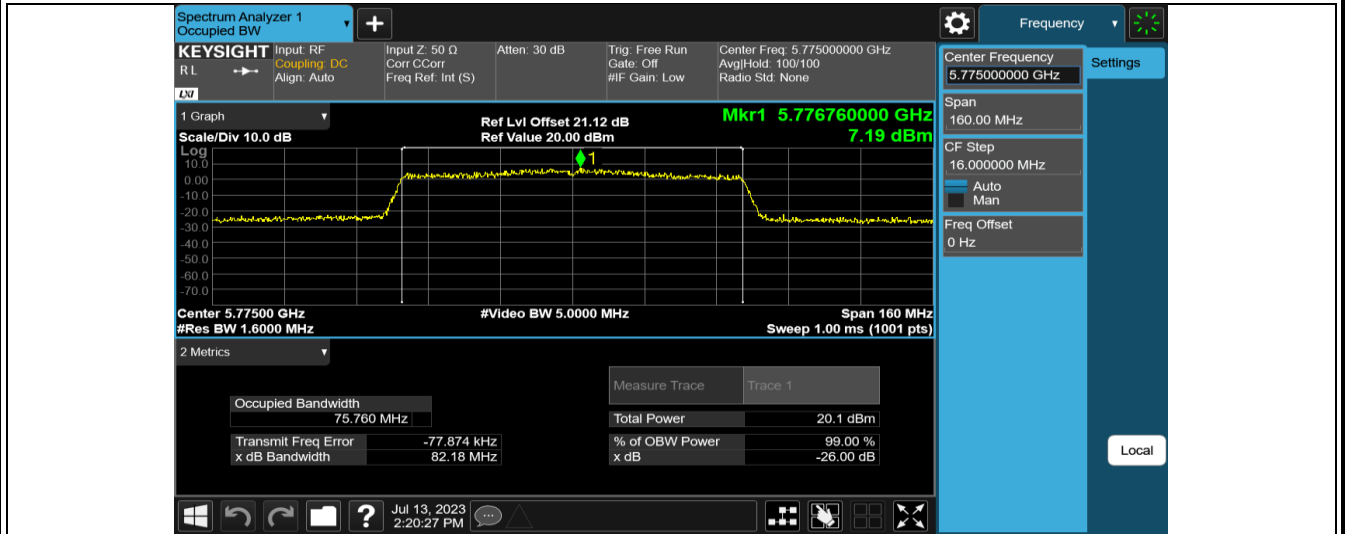 Spectrum Analyzer 1
Occupied BW
Frequency
KEYSIGHT
R L
LXI
Input: RF
Coupling: DC
Align: Auto
Input Z: 50 Ω
Corr CCorr
Freq Ref: Int (S)
Atten: 30 dB
Trig: Free Run
Gate: Off
#IF Gain: Low
Center Freq: 5.775000000 GHz
Avg|Hold: 100/100
Radio Std: None
Center Frequency
5.775000000 GHz
Settings
Span
160.00 MHz
CF Step
16.000000 MHz
Auto
Man
Freq Offset
0 Hz
Local
1 Graph
Scale/Div 10.0 dB
Ref Lvl Offset 21.12 dB
Ref Value 20.00 dBm
Mkr1 5.776760000 GHz
7.19 dBm
Log
10.0
0.00
-10.0
-20.0
-30.0
-40.0
-50.0
-60.0
-70.0
1
Center 5.77500 GHz
#Video BW 5.0000 MHz
Span 160 MHz
#Res BW 1.6000 MHz
Sweep 1.00 ms (1001 pts)
2 Metrics
Measure Trace
Trace 1
Occupied Bandwidth
75.760 MHz
Total Power
20.1 dBm
Transmit Freq Error
-77.874 kHz
% of OBW Power
99.00 %
x dB Bandwidth
82.18 MHz
x dB
-26.00 dB
?
Jul 13, 2023
2:20:27 PM